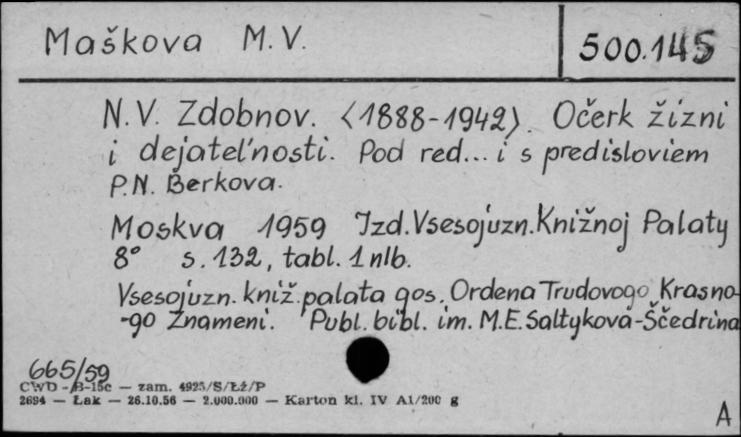 Maškova M.V.
500.145
N.V. Zdobnov. <1888-1942>. Očerk žizni
i dejatel'nosti. Pod red... i s predisloviem
P.N. Berkova.
Moskva 1959 Izd. Vsesojuzn. Knižnoj Palaty
8° s. 132, tabl. 1 nlb.
Vsesojuzn. kniž. palata gos. Ordena Trudovogo Krasno-
-go Znameni. Publ. bibl. im. M.E. Saltykova-Ščedrina
665/59
CWD - B-15c — zam. 4925/S/Łż/P
2694 — Łak — 26.10.56 — 2.000.000 — Karton kl. IV A1/200 g
A